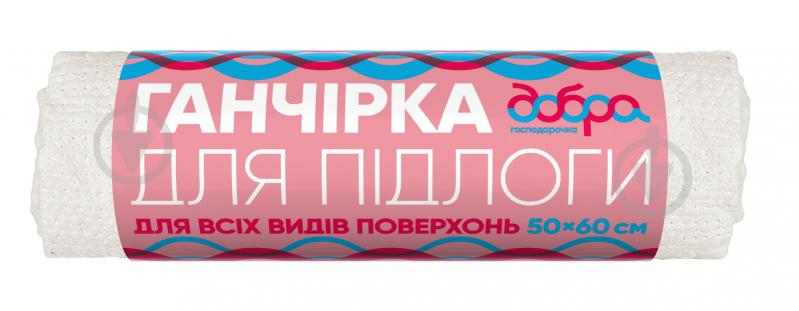 ГАНЧІРКА
добра
господарочка
ДЛЯ ПІДЛОГИ
ДЛЯ ВСІХ ВИДІВ ПОВЕРХОНЬ 50×60 см